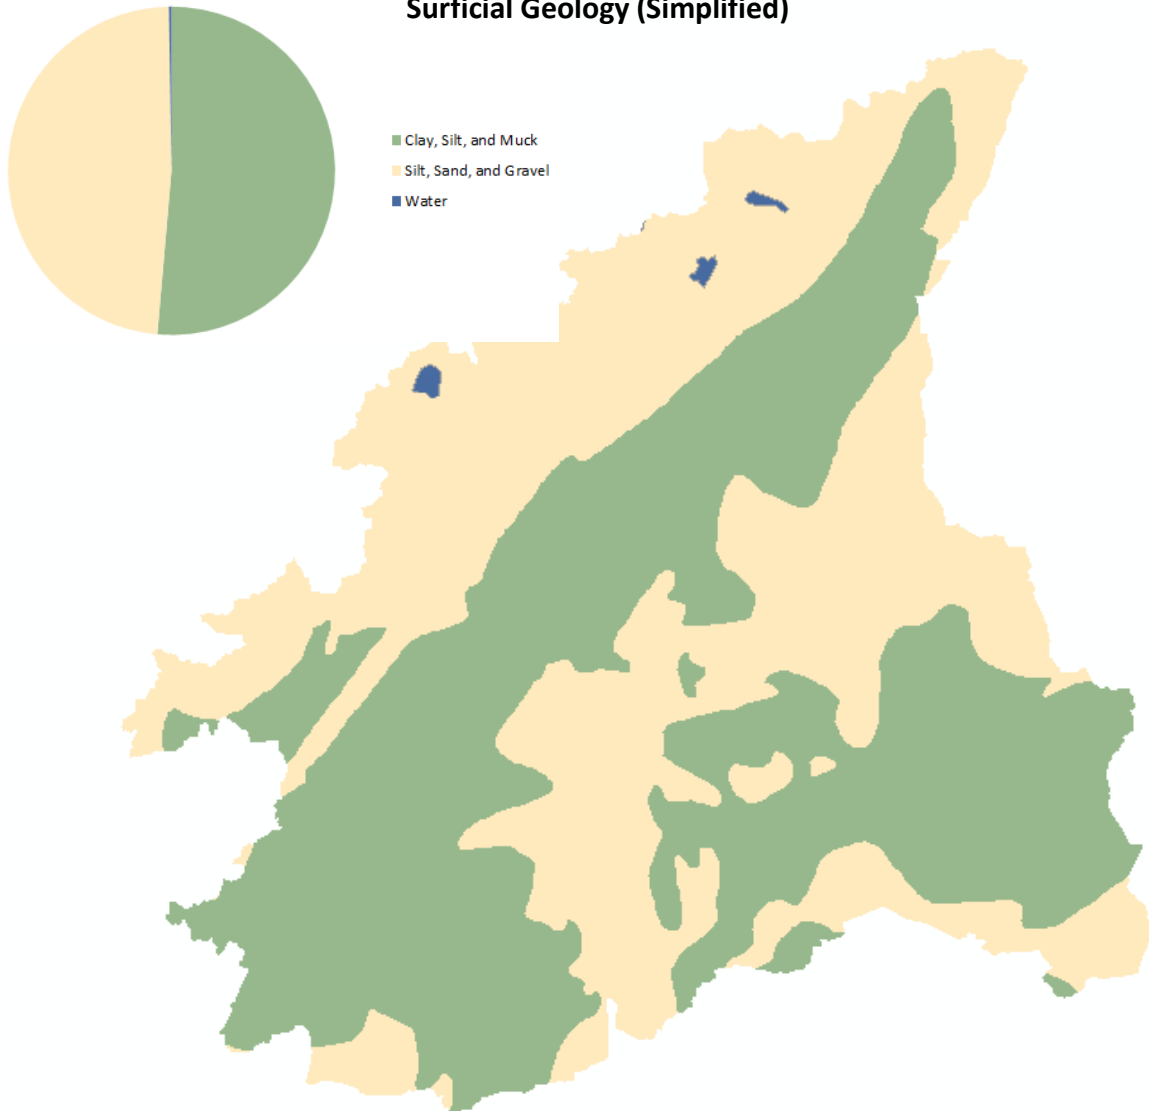 Surficial Geology (Simplified)
Clay, Silt, and Muck
Silt, Sand, and Gravel
Water